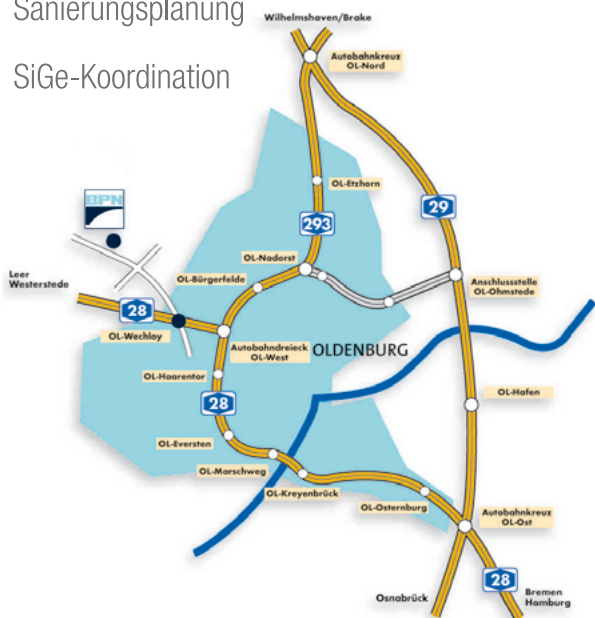 Sanierungsplanung
SiGe-Koordination
Wilhelmshaven/Brake
Autobahnkreuz
OL-Nord
OL-Etzhorn
29
293
BPN
OL-Nadorst
Leer
Westerstede
OL-Bürgerfelde
Anschlussstelle
OL-Ohmstede
28
OL-Wechloy
Autobahndreieck
OL-West
OLDENBURG
OL-Haarentor
28
OL-Hafen
OL-Eversten
OL-Marschweg
OL-Kreyenbrück
OL-Osternburg
Autobahnkreuz
OL-Ost
28
Osnabrück
Bremen
Hamburg